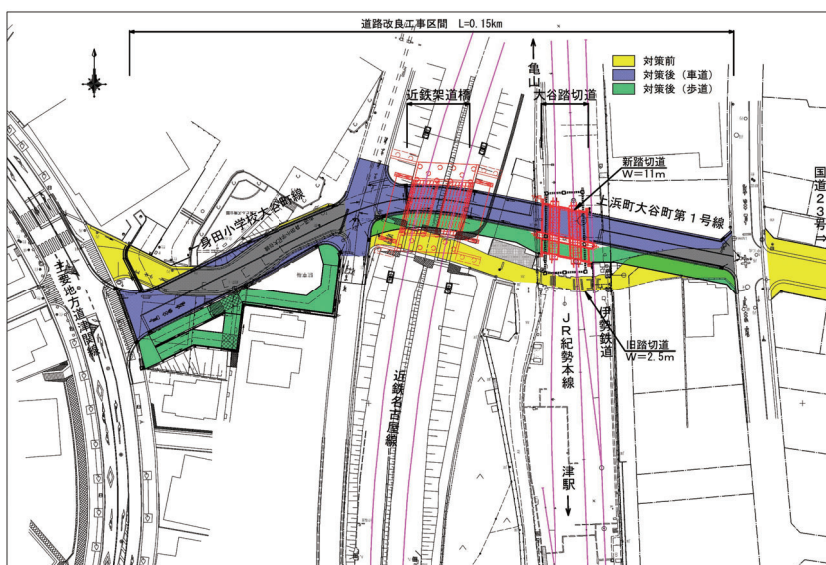 道路改良工事区間 L=0.15km
対策前
対策後（車道）
対策後（歩道）
亀山
近鉄架道橋
大谷踏切道
新踏切道
W=11m
国道23号⇒
上浜町大谷町第1号線
身田小学校大谷町線
主要地方道津関線
近鉄名古屋線
JR紀勢本線
伊勢鉄道
旧踏切道
W=2.5m
津駅